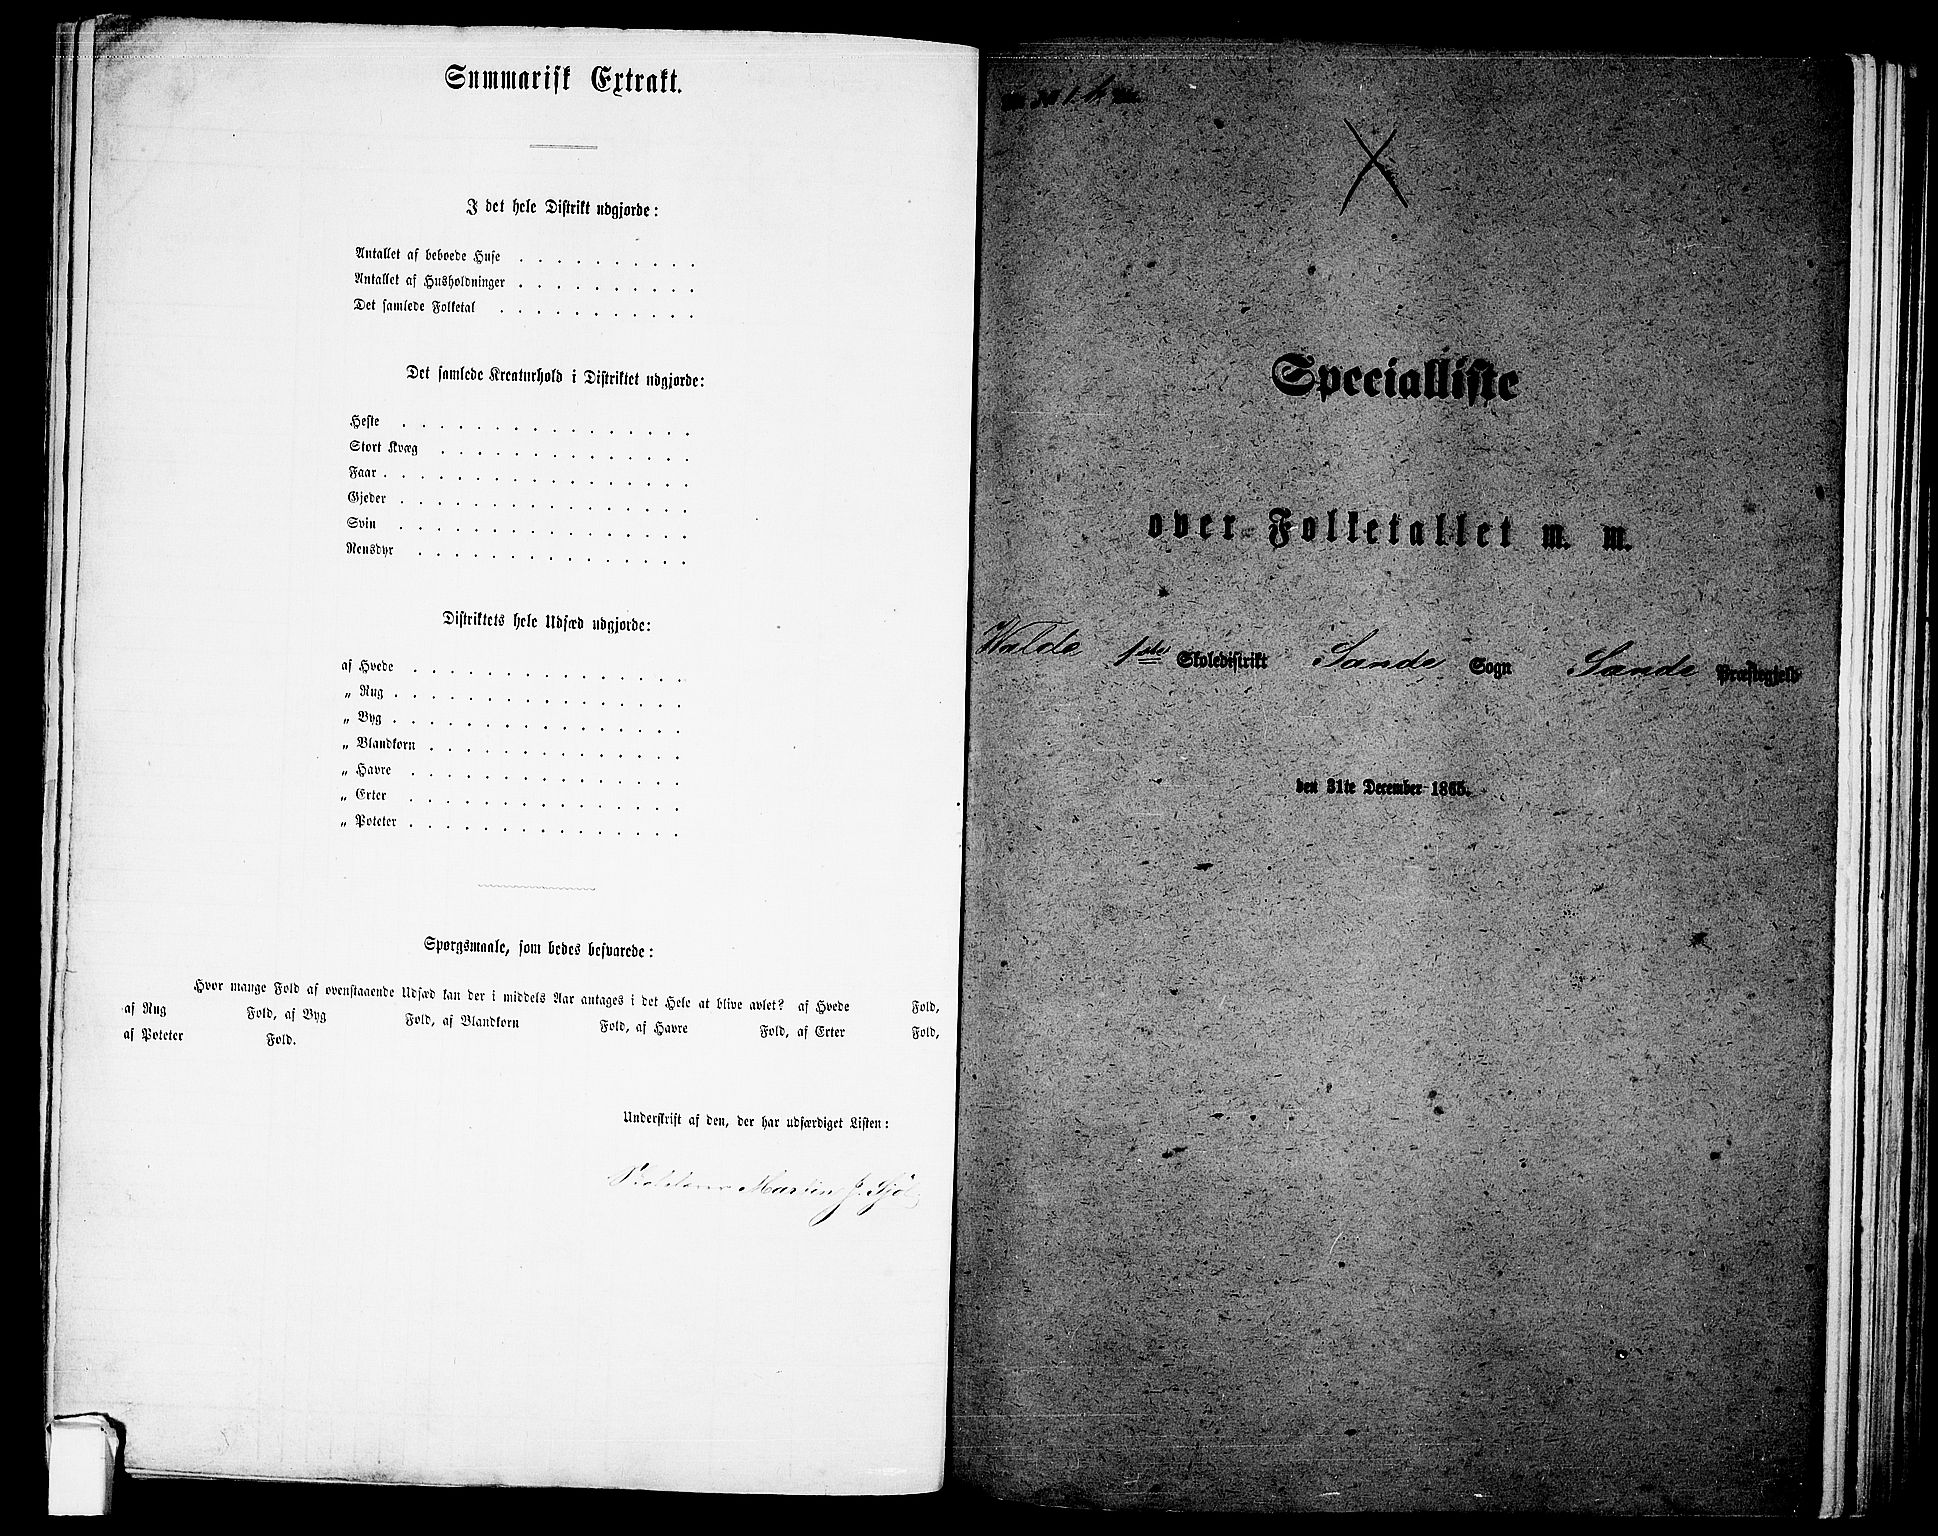 Summarisk Extrakt.
I det hele Distrikt udgjorde:
Antallet af beboede Huse . . . . . . . . . .
Antallet af Husholdninger . . . . . . . . . .
Det samlede Folketal . . . . . . . . . . .
Det samlede Kreaturhold i Distriktet udgjorde:
Heste . . . . . . . . . . . . . . . .
Stort Kvæg . . . . . . . . . . . . . .
Faar . . . . . . . . . . . . . . . . .
Gjeder . . . . . . . . . . . . . . . .
Svin . . . . . . . . . . . . . . . .
Rensdyr . . . . . . . . . . . . . . .
Distriktets hele Udsæd udgjorde:
af Hvede . . . . . . . . . . . . . . .
„ Rug . . . . . . . . . . . . . . . .
„ Byg . . . . . . . . . . . . . . . .
„ Blandkorn . . . . . . . . . . . . . .
„ Havre . . . . . . . . . . . . . . .
„ Erter . . . . . . . . . . . . . . .
„ Poteter . . . . . . . . . . . . . . .
Spørgsmaale, som bedes besvarede:
Hvor mange Fold af ovenstaaende Udsæd kan der i middels Aar antages i det Hele at blive avlet? af Hvede Fold,
af Rug Fold, af Byg Fold, af Blandkorn Fold, af Havre Fold, af Erter Fold,
af Poteter Fold.
Underskrift af den, der har udfærdiget Listen:
Martin J.
Specialliste
over Folketallet m. m.
Walde 1ste Skoledistrikt Sande Sogn Sande Præstegjeld
den 31te December 1865.